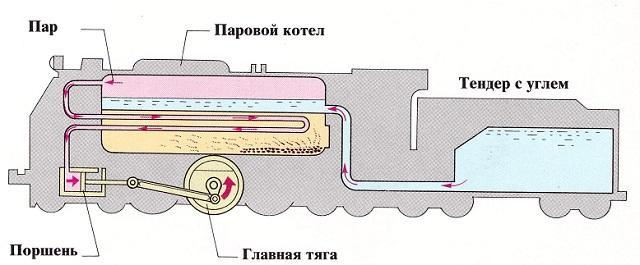 Пар
Паровой котел
Тендер с углем
Поршень
Главная тяга